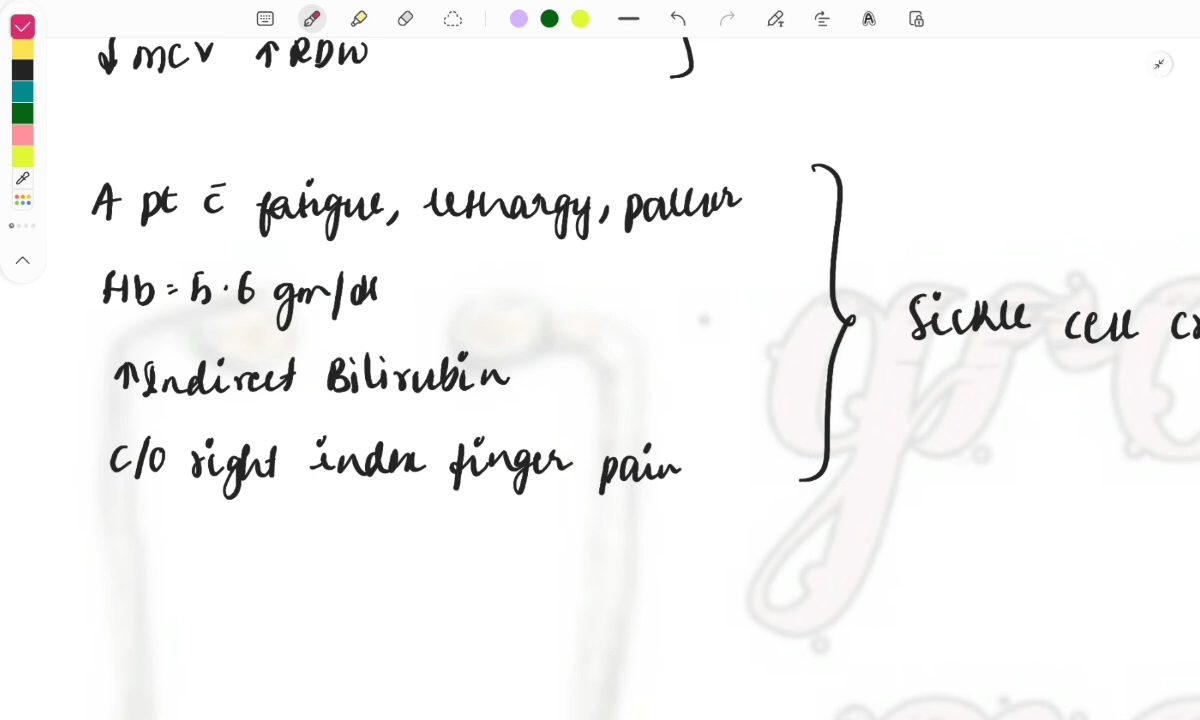 ↓ MCV ↑ RDW
A pt c̄ fatigue, lethargy, pallor
Hb = 5.6 gm/dl
↑ Indirect Bilirubin
C/O right index finger pain
Sickle cell